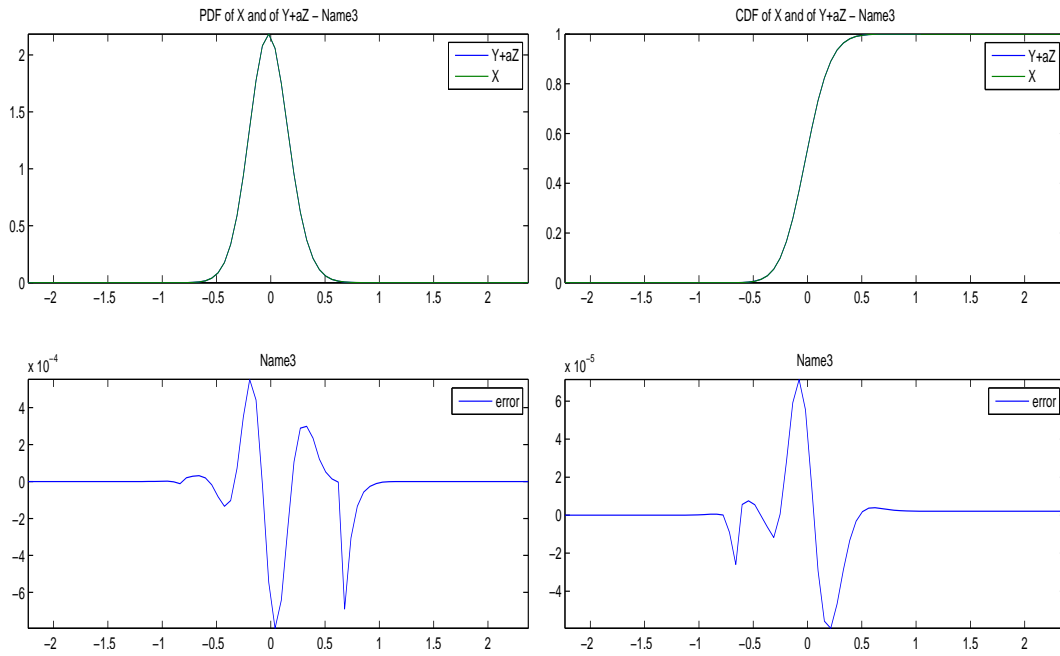 PDF of X and of Y+aZ – Name3
2
1.5
1
0.5
0
−2 −1.5 −1 −0.5 0 0.5 1 1.5 2
Y+aZ
X
CDF of X and of Y+aZ – Name3
1
0.8
0.6
0.4
0.2
0
−2 −1.5 −1 −0.5 0 0.5 1 1.5 2
Y+aZ
X
Name3
x 10⁻⁴
4
2
0
−2
−4
−6
−2 −1.5 −1 −0.5 0 0.5 1 1.5 2
error
Name3
x 10⁻⁵
6
4
2
0
−2
−4
−2 −1.5 −1 −0.5 0 0.5 1 1.5 2
error